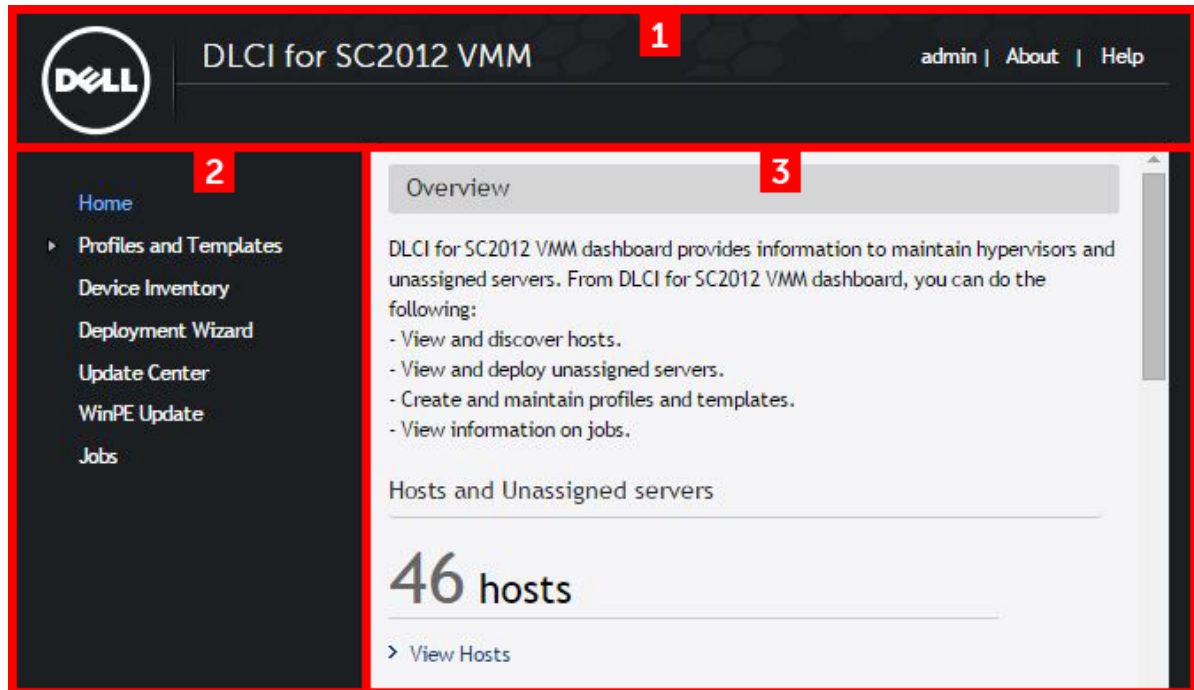 1
DELL
DLCI for SC2012 VMM
admin | About | Help
2
Home
Profiles and Templates
Device Inventory
Deployment Wizard
Update Center
WinPE Update
Jobs
3
Overview
DLCI for SC2012 VMM dashboard provides information to maintain hypervisors and
unassigned servers. From DLCI for SC2012 VMM dashboard, you can do the
following:
- View and discover hosts.
- View and deploy unassigned servers.
- Create and maintain profiles and templates.
- View information on jobs.
Hosts and Unassigned servers
46 hosts
> View Hosts